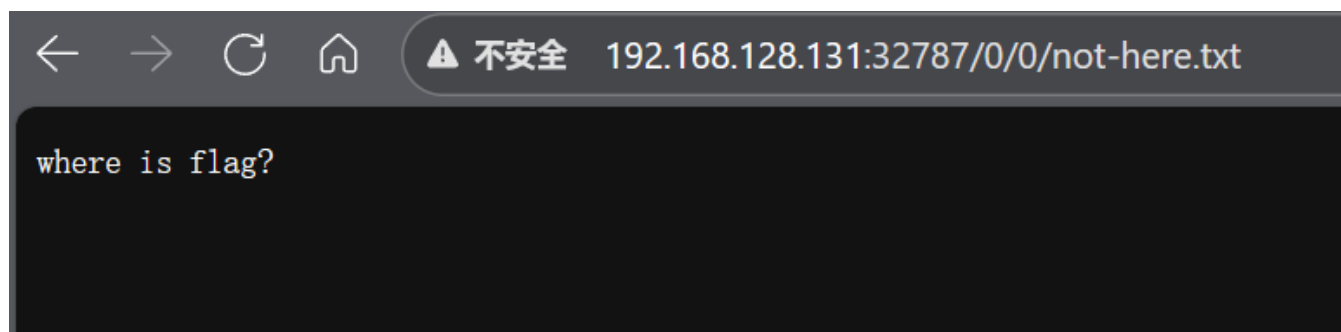 不安全 192.168.128.131:32787/0/0/not-here.txt
where is flag?